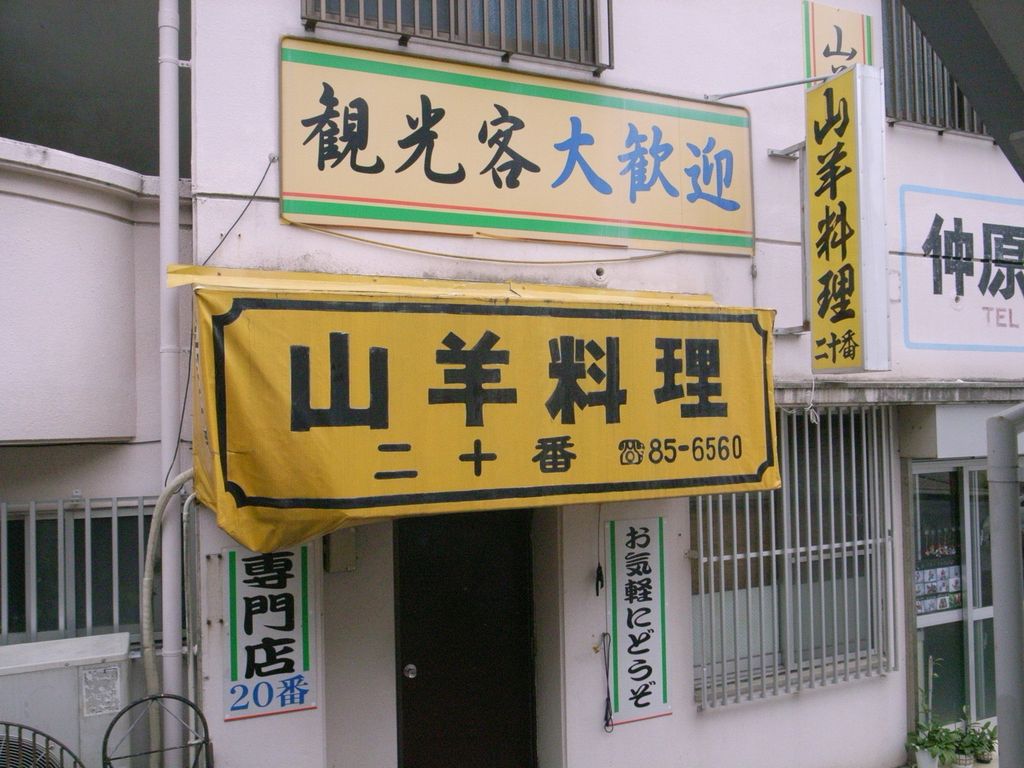 観光客大歓迎
山
山羊料理
二十番
仲原
TEL
山羊料理
二十番 ☎85-6560
専門店
20番
お気軽にどうぞ